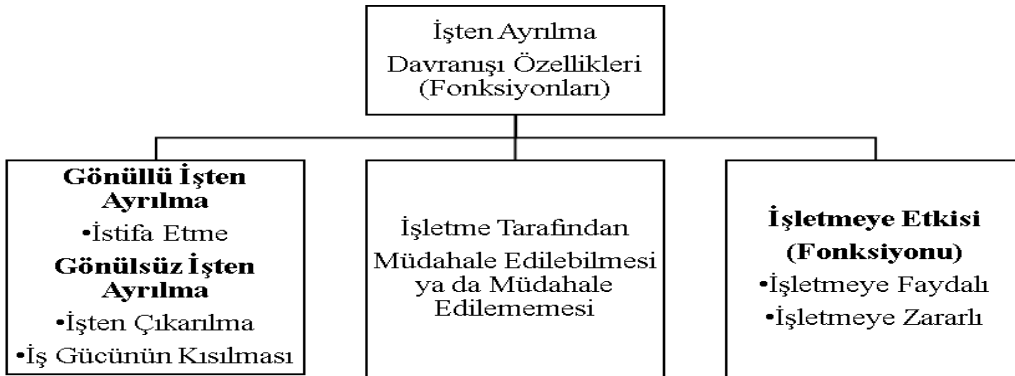 İşten Ayrılma
Davranışı Özellikleri
(Fonksiyonları)
Gönüllü İşten
Ayrılma
•İstifa Etme
Gönülsüz İşten
Ayrılma
•İşten Çıkarılma
•İş Gücünün Kısılması
İşletme Tarafından
Müdahale Edilebilmesi
ya da Müdahale
Edilememesi
İşletmeye Etkisi
(Fonksiyonu)
•İşletmeye Faydalı
•İşletmeye Zararlı